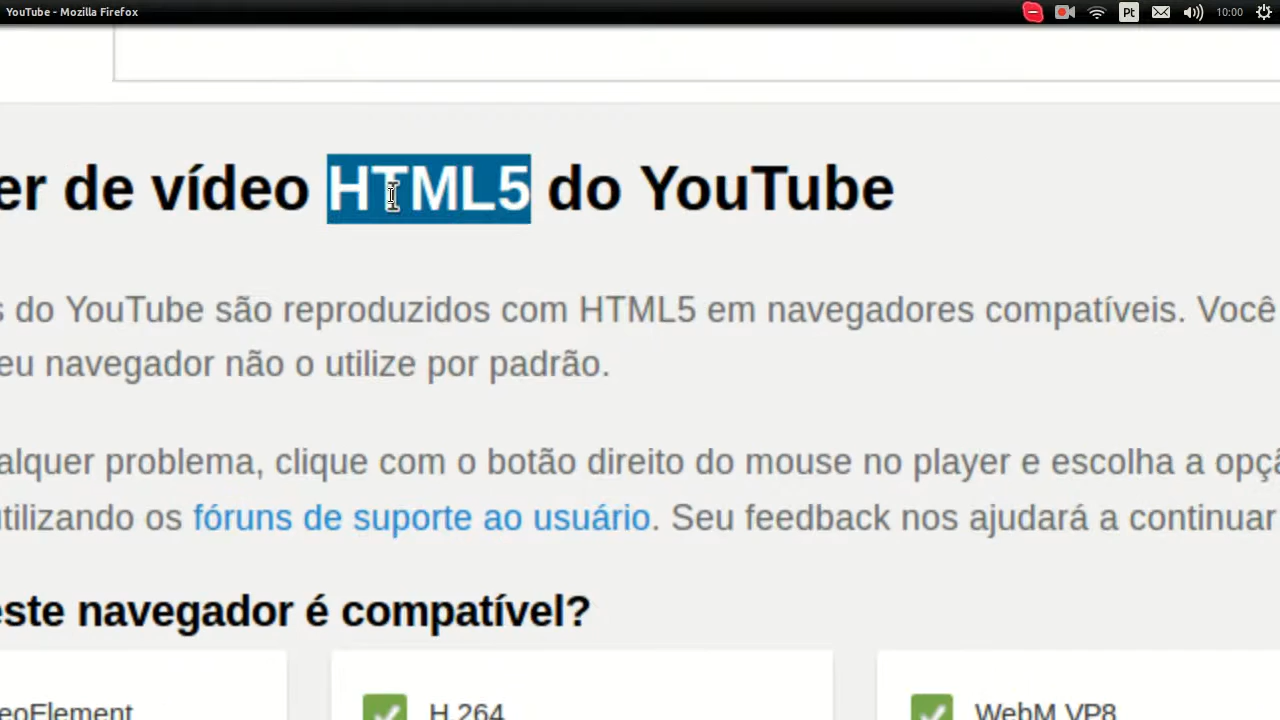 YouTube - Mozilla Firefox
Pt
10:00
er de vídeo HTML5 do YouTube
s do YouTube são reproduzidos com HTML5 em navegadores compatíveis. Você
eu navegador não o utilize por padrão.
alquer problema, clique com o botão direito do mouse no player e escolha a opçã
utilizando os fóruns de suporte ao usuário. Seu feedback nos ajudará a continuar
este navegador é compatível?
eoElement
H.264
WebM VP8